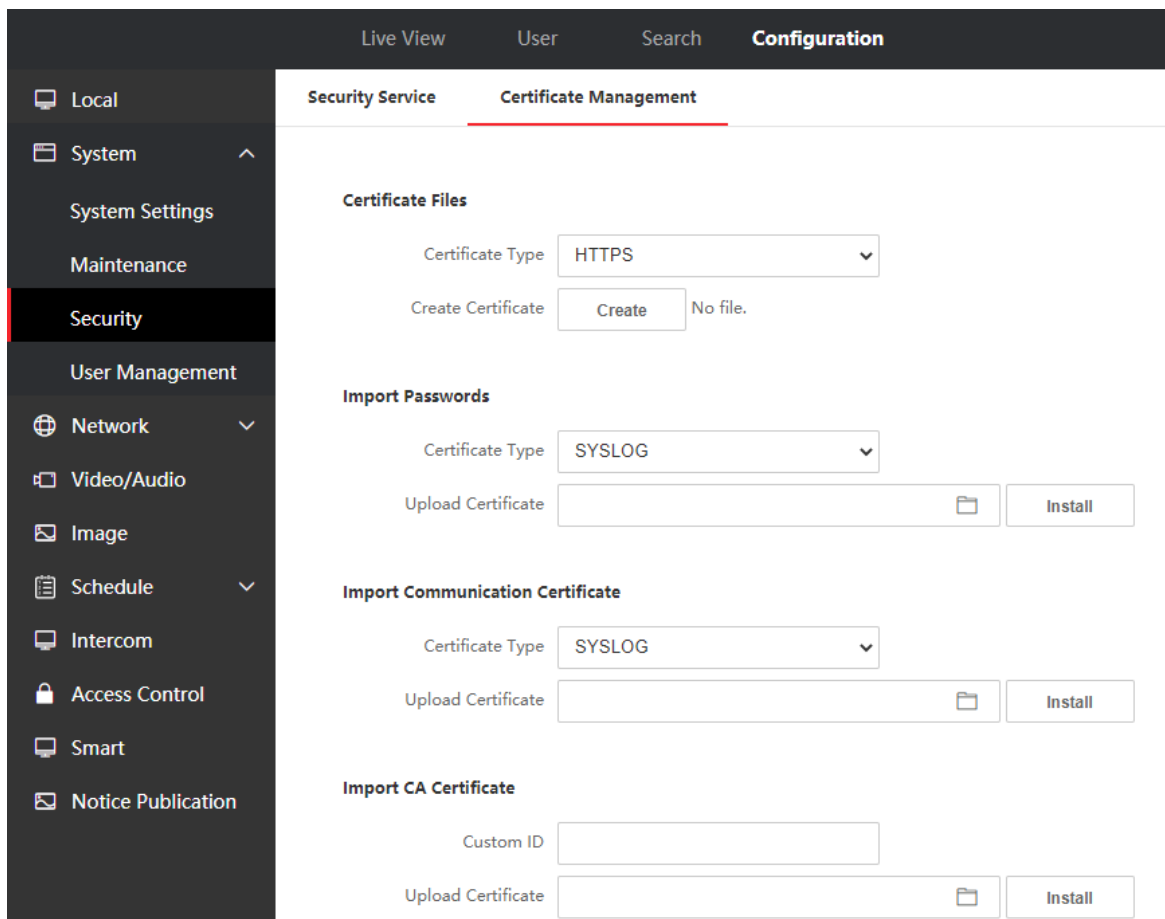 Live View User Search Configuration
Local
System
System Settings
Maintenance
Security
User Management
Network
Video/Audio
Image
Schedule
Intercom
Access Control
Smart
Notice Publication
Security Service Certificate Management
Certificate Files
Certificate Type HTTPS
Create Certificate Create No file.
Import Passwords
Certificate Type SYSLOG
Upload Certificate Install
Import Communication Certificate
Certificate Type SYSLOG
Upload Certificate Install
Import CA Certificate
Custom ID
Upload Certificate Install